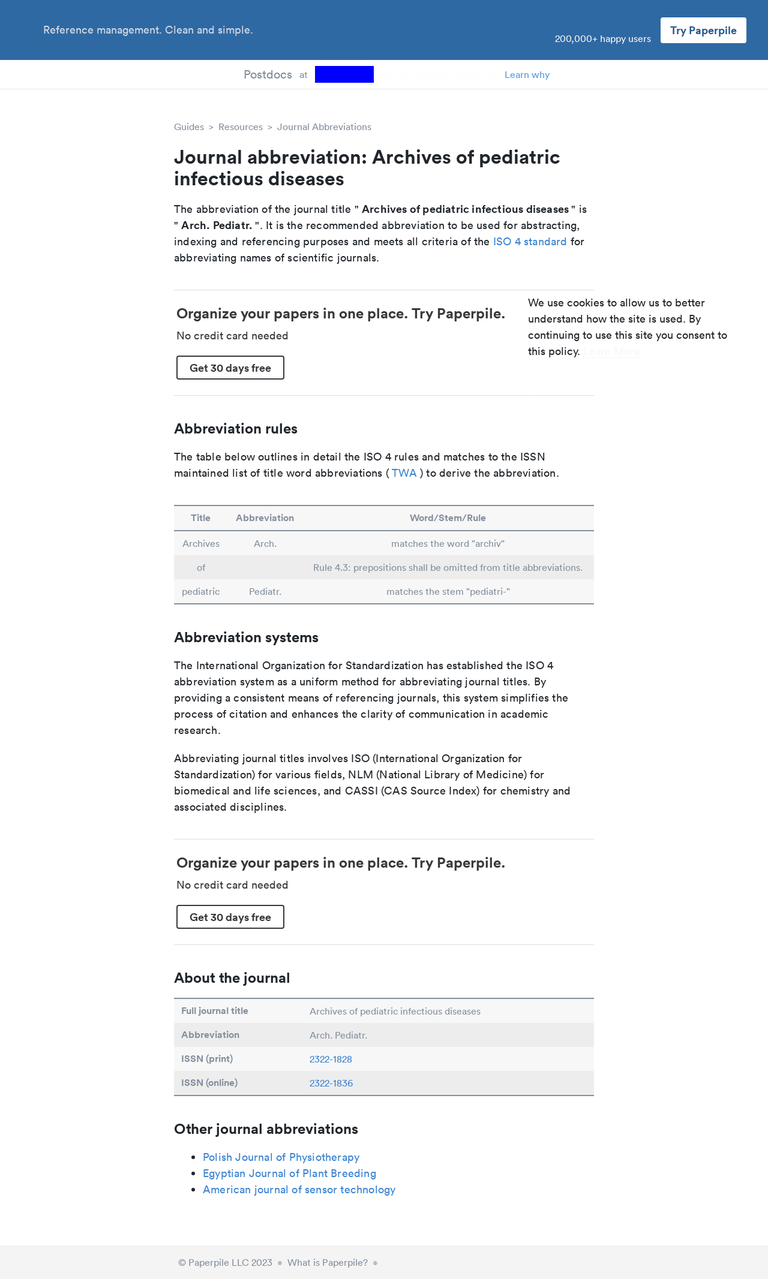 Reference management. Clean and simple.
200,000+ happy users
Try Paperpile
Postdocs at
Learn why
Guides > Resources > Journal Abbreviations
Journal abbreviation: Archives of pediatric
infectious diseases
The abbreviation of the journal title " Archives of pediatric infectious diseases " is
" Arch. Pediatr. ". It is the recommended abbreviation to be used for abstracting,
indexing and referencing purposes and meets all criteria of the ISO 4 standard for
abbreviating names of scientific journals.
Organize your papers in one place. Try Paperpile.
No credit card needed
Get 30 days free
We use cookies to allow us to better
understand how the site is used. By
continuing to use this site you consent to
this policy.
Abbreviation rules
The table below outlines in detail the ISO 4 rules and matches to the ISSN
maintained list of title word abbreviations ( TWA ) to derive the abbreviation.
Title Abbreviation Word/Stem/Rule
Archives Arch. matches the word "archiv"
of Rule 4.3: prepositions shall be omitted from title abbreviations.
pediatric Pediatr. matches the stem "pediatri-"
Abbreviation systems
The International Organization for Standardization has established the ISO 4
abbreviation system as a uniform method for abbreviating journal titles. By
providing a consistent means of referencing journals, this system simplifies the
process of citation and enhances the clarity of communication in academic
research.
Abbreviating journal titles involves ISO (International Organization for
Standardization) for various fields, NLM (National Library of Medicine) for
biomedical and life sciences, and CASSI (CAS Source Index) for chemistry and
associated disciplines.
Organize your papers in one place. Try Paperpile.
No credit card needed
Get 30 days free
About the journal
Full journal title Archives of pediatric infectious diseases
Abbreviation Arch. Pediatr.
ISSN (print) 2322-1828
ISSN (online) 2322-1836
Other journal abbreviations
• Polish Journal of Physiotherapy
• Egyptian Journal of Plant Breeding
• American journal of sensor technology
© Paperpile LLC 2023 • What is Paperpile? •